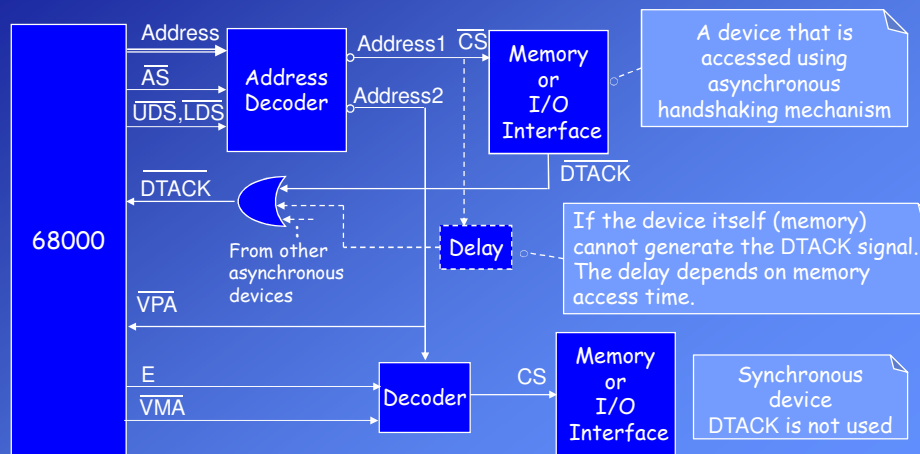 Address
AS
UDS,LDS
Address
Decoder
Address1
Address2
CS
Memory
or
I/O
Interface
A device that is
accessed using
asynchronous
handshaking mechanism
DTACK
DTACK
68000
From other
asynchronous
devices
Delay
If the device itself (memory)
cannot generate the DTACK signal.
The delay depends on memory
access time.
VPA
E
VMA
Decoder
CS
Memory
or
I/O
Interface
Synchronous
device
DTACK is not used